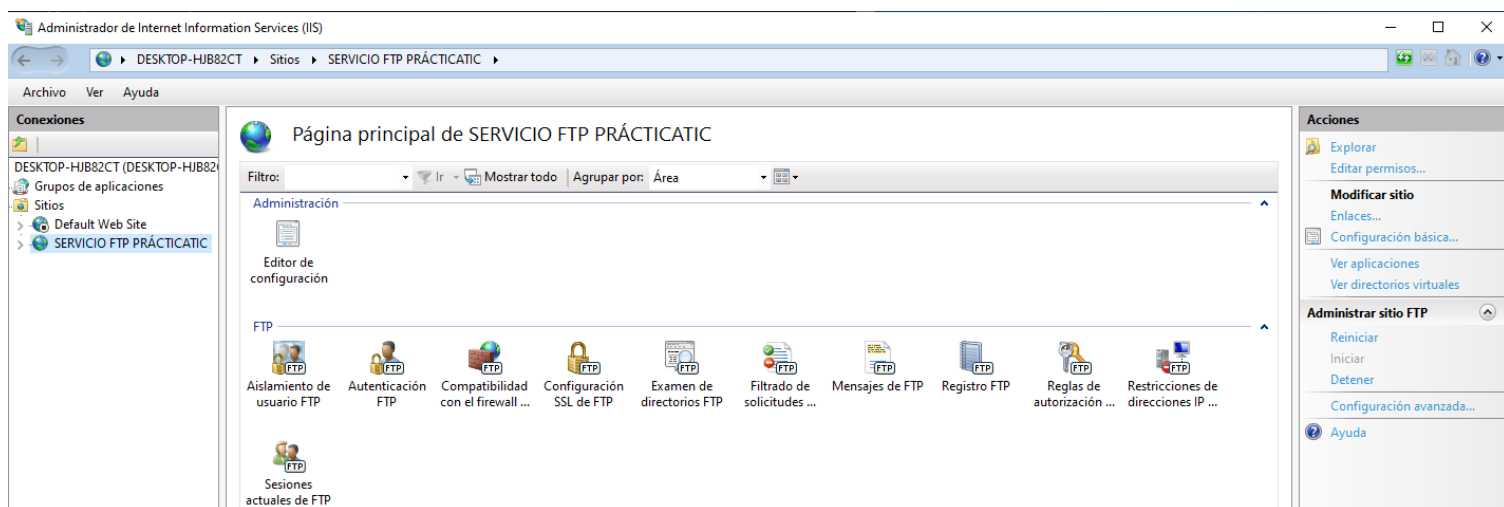 Administrador de Internet Information Services (IIS)
DESKTOP-HJB82CT Sitios SERVICIO FTP PRÁCTICATIC
Archivo Ver Ayuda
Conexiones
DESKTOP-HJB82CT (DESKTOP-HJB82
Grupos de aplicaciones
Sitios
Default Web Site
SERVICIO FTP PRÁCTICATIC
Página principal de SERVICIO FTP PRÁCTICATIC
Filtro: Ir Mostrar todo Agrupar por: Área
Administración
Editor de
configuración
FTP
Aislamiento de
usuario FTP
Autenticación
FTP
Compatibilidad
con el firewall ...
Configuración
SSL de FTP
Examen de
directorios FTP
Filtrado de
solicitudes ...
Mensajes de FTP
Registro FTP
Reglas de
autorización ...
Restricciones de
direcciones IP ...
Sesiones
actuales de FTP
Acciones
Explorar
Editar permisos...
Modificar sitio
Enlaces...
Configuración básica...
Ver aplicaciones
Ver directorios virtuales
Administrar sitio FTP
Reiniciar
Iniciar
Detener
Configuración avanzada...
Ayuda